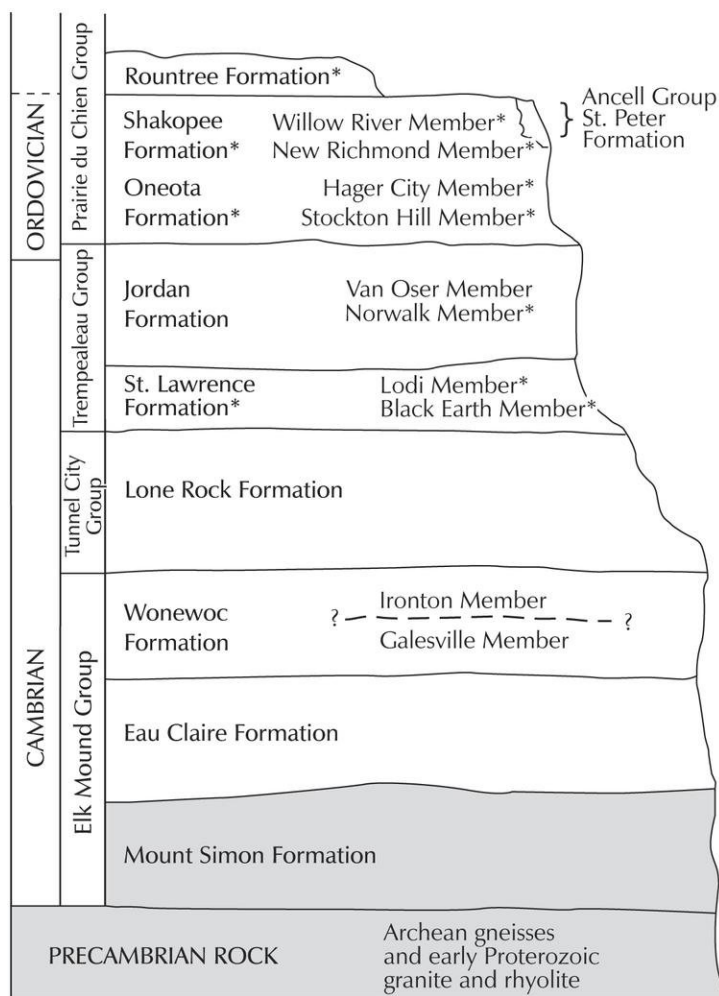 ORDOVICIAN
CAMBRIAN
Prairie du Chien Group
Trempealeau Group
Tunnel City
Group
Elk Mound Group
Rountree Formation*
Shakopee
Formation*
Willow River Member*
New Richmond Member*
Ancell Group
St. Peter
Formation
Oneota
Formation*
Hager City Member*
Stockton Hill Member*
Jordan
Formation
Van Oser Member
Norwalk Member*
St. Lawrence
Formation*
Lodi Member*
Black Earth Member*
Lone Rock Formation
Wonewoc
Formation
Ironton Member
? ?
Galesville Member
Eau Claire Formation
Mount Simon Formation
PRECAMBRIAN ROCK
Archean gneisses
and early Proterozoic
granite and rhyolite